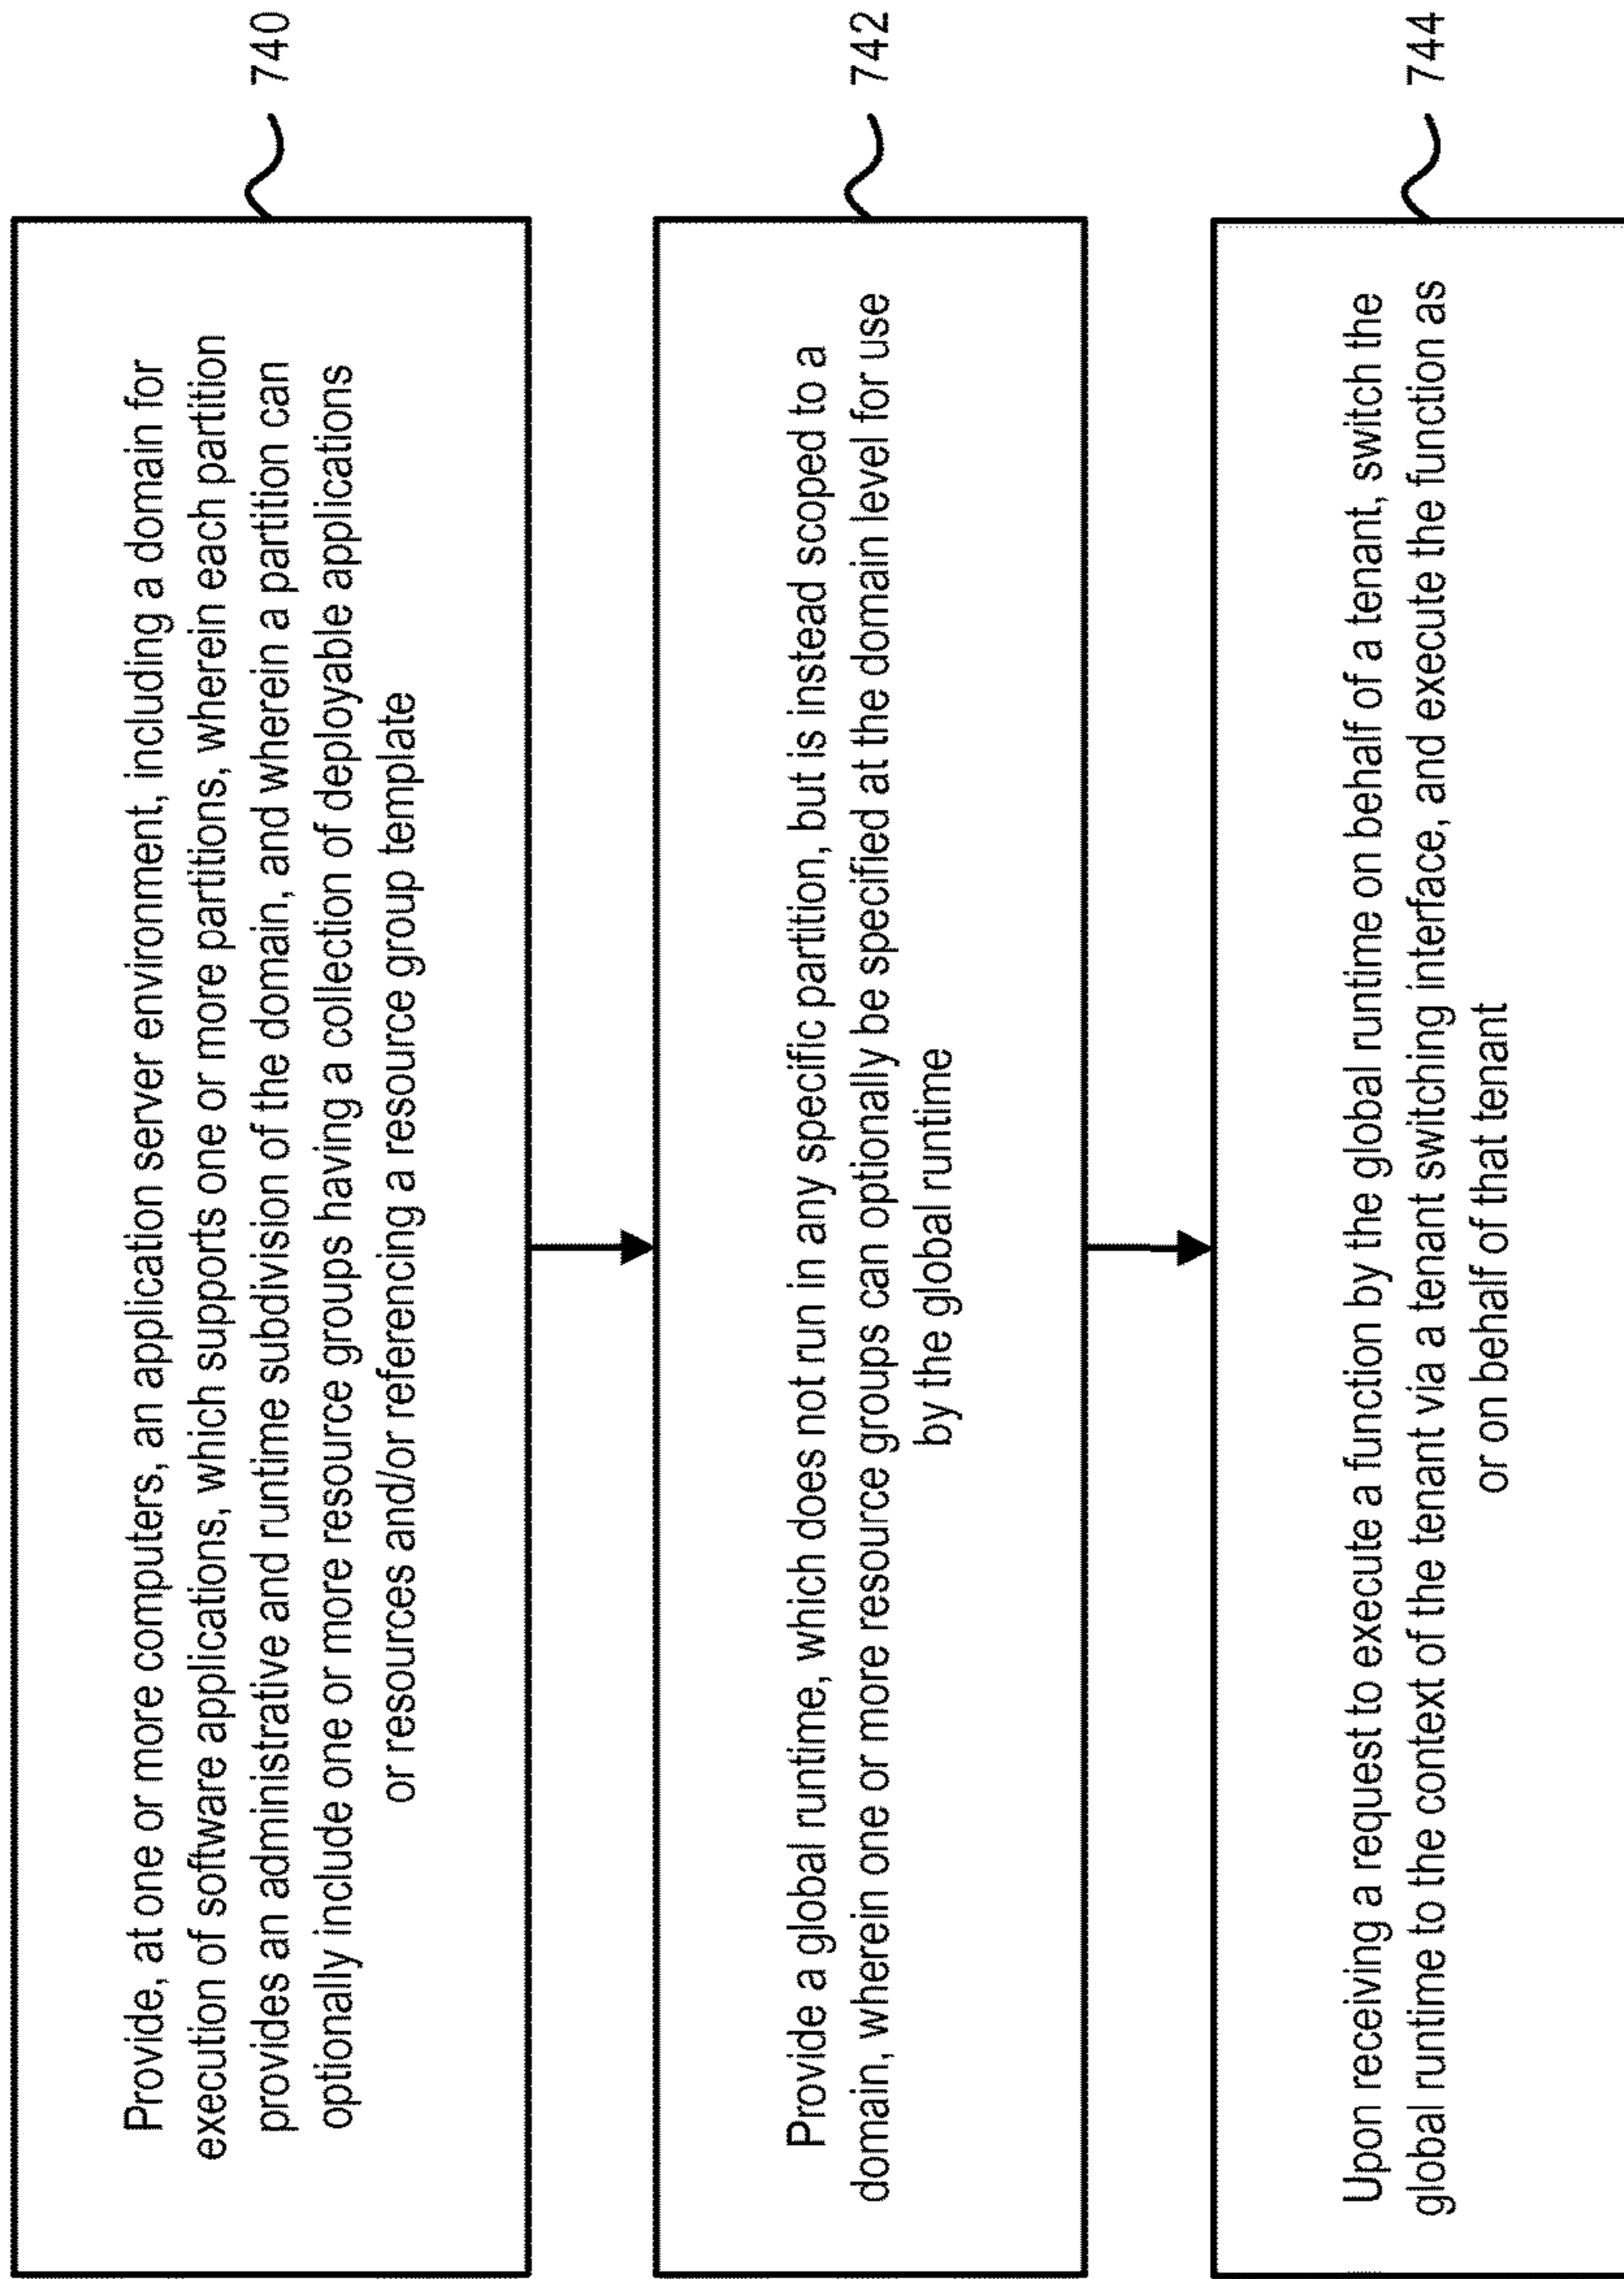 Provide, at one or more computers, an application server environment, including a domain for
execution of software applications, which supports one or more partitions, wherein each partition
provides an administrative and runtime subdivision of the domain, and wherein a partition can
optionally include one or more resource groups having a collection of deployable applications
or resources and/or referencing a resource group template
740
Provide a global runtime, which does not run in any specific partition, but is instead scoped to a
domain, wherein one or more resource groups can optionally be specified at the domain level for use
by the global runtime
742
Upon receiving a request to execute a function by the global runtime on behalf of a tenant, switch the
global runtime to the context of the tenant via a tenant switching interface, and execute the function as
or on behalf of that tenant
744